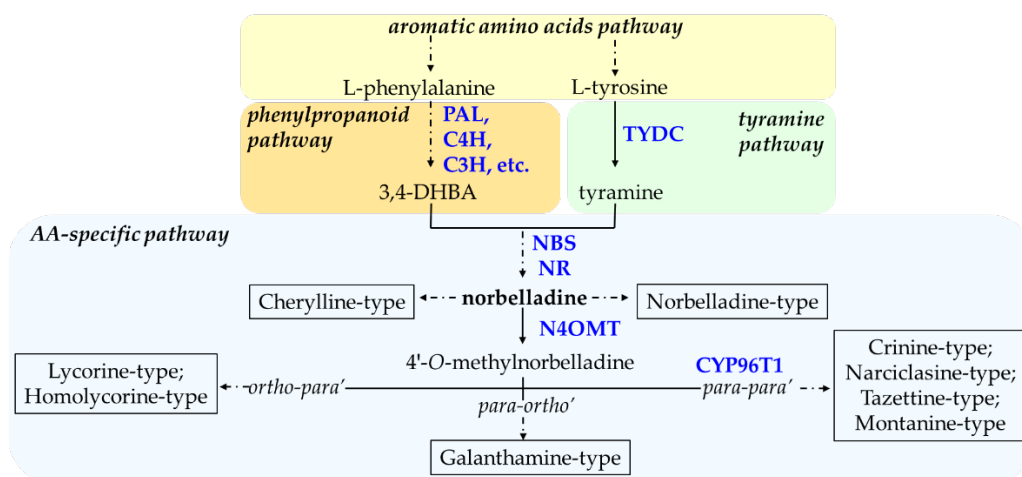 aromatic amino acids pathway
L-phenylalanine
L-tyrosine
phenylpropanoid
pathway
PAL,
C4H,
C3H, etc.
TYDC
tyramine
pathway
3,4-DHBA
tyramine
AA-specific pathway
NBS
NR
Cherylline-type
norbelladine
Norbelladine-type
N4OMT
4'-O-methylnorbelladine
CYP96T1
Lycorine-type;
Homolycorine-type
ortho-para’
para-ortho’
para-para’
Crinine-type;
Narciclasine-type;
Tazettine-type;
Montanine-type
Galanthamine-type